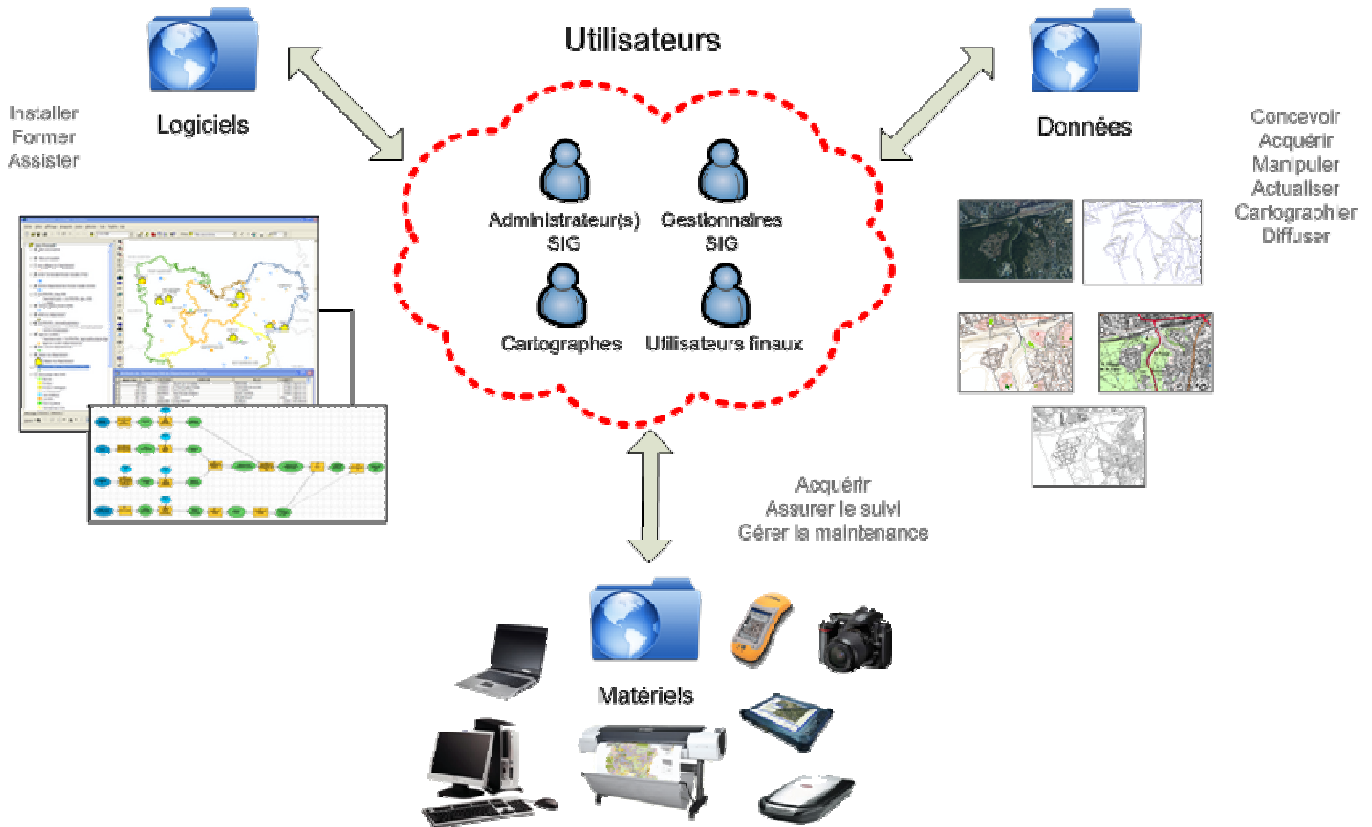 Utilisateurs
Logiciels
Installer
Former
Assister
Données
Concevoir
Acquérir
Manipuler
Actualiser
Cartographier
Diffuser
Administrateur(s)
SIG
Gestionnaires
SIG
Cartographes
Utilisateurs finaux
Acquérir
Assurer le suivi
Gérer la maintenance
Matériels